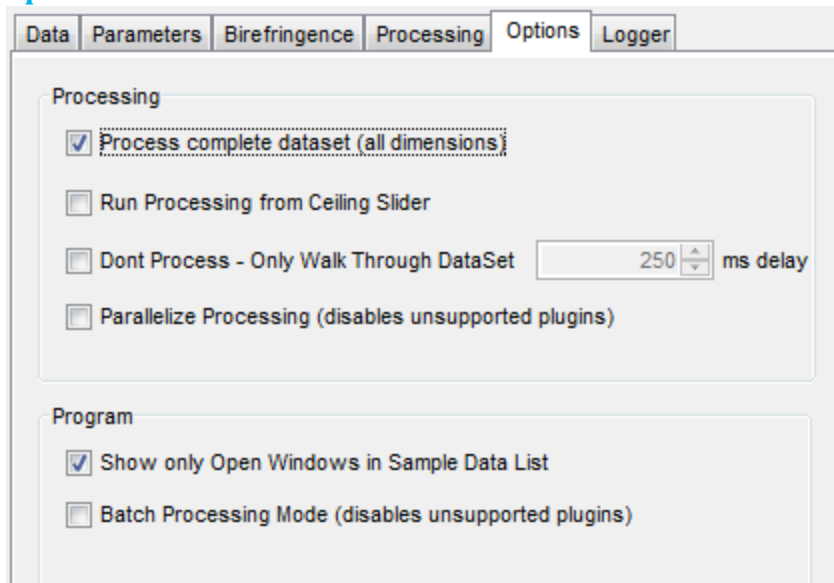 Data Parameters Birefringence Processing Options Logger
Processing
Process complete dataset (all dimensions)
Run Processing from Ceiling Slider
Dont Process - Only Walk Through DataSet 250 ms delay
Parallelize Processing (disables unsupported plugins)
Program
Show only Open Windows in Sample Data List
Batch Processing Mode (disables unsupported plugins)